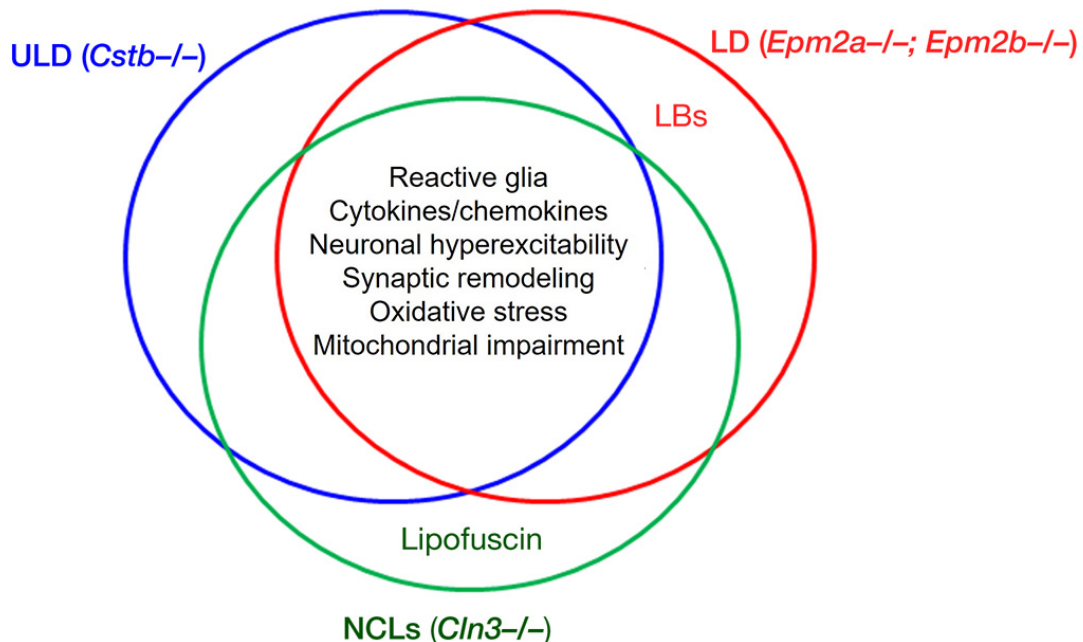 ULD (Cstb–/–)
LD (Epm2a–/–; Epm2b–/–)
LBs
Reactive glia
Cytokines/chemokines
Neuronal hyperexcitability
Synaptic remodeling
Oxidative stress
Mitochondrial impairment
Lipofuscin
NCLs (Cln3–/–)